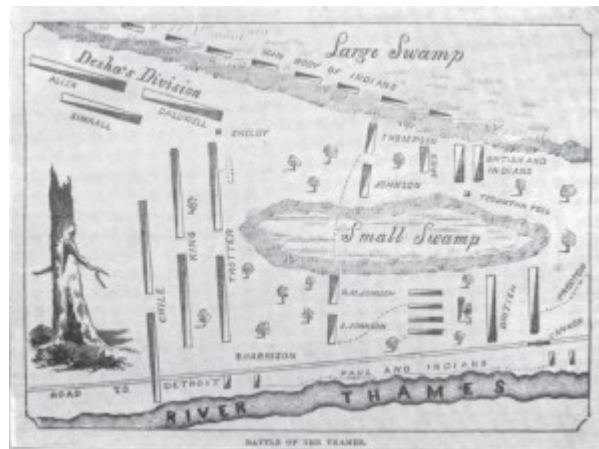 Large Swamp
MAIN BODY OF INDIANS
Desha's Division
ALLEN
SIMRALL
CALDWELL
SHELBY
THOMPSON
JOHNSON
BRITISH AND
INDIANS
TECUMTHA FELL
Small Swamp
CHILE
KING
TROTTER
R.M. JOHNSON
J. JOHNSON
BRITISH
PROCTOR
CANNON
HARRISON
ROAD TO DETROIT
PAUL AND INDIANS
RIVER THAMES
BATTLE OF THE THAMES.